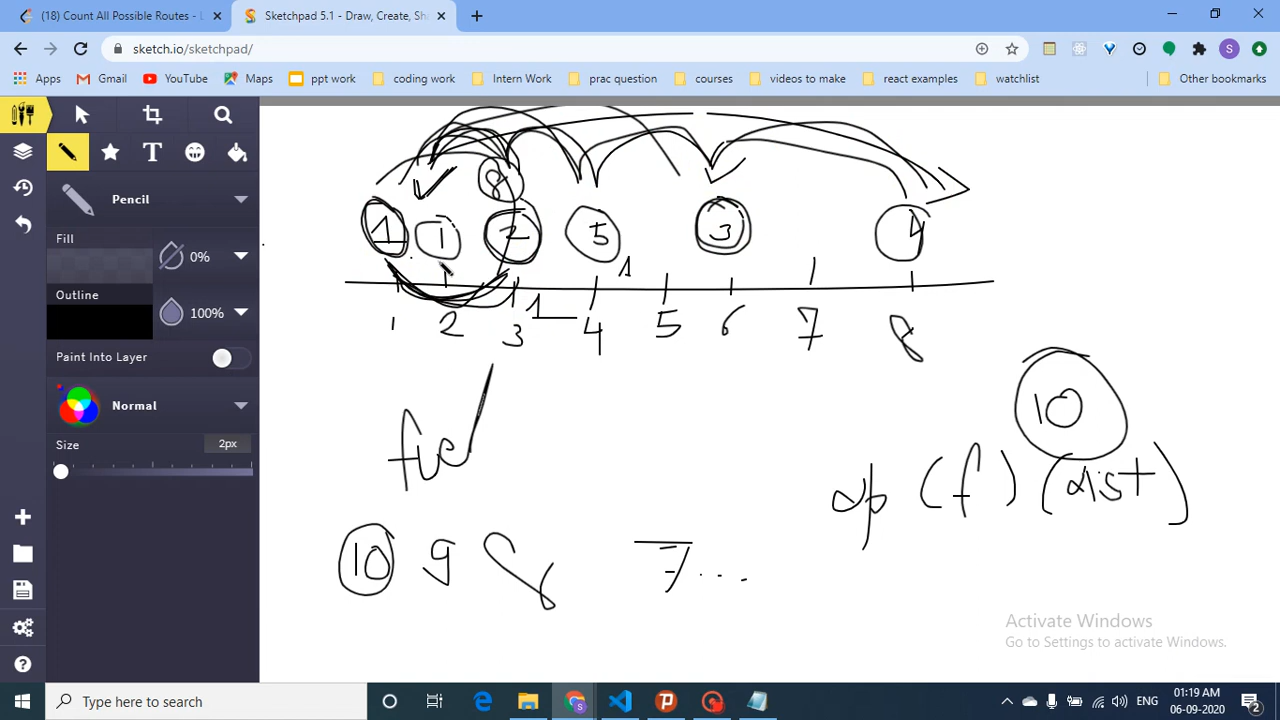 (18) Count All Possible Routes - L
Sketchpad 5.1 - Draw, Create, Sha
sketch.io/sketchpad/
Apps Gmail YouTube Maps ppt work coding work Intern Work prac question courses videos to make react examples watchlist Other bookmarks
Pencil
Fill
0%
Outline
100%
Paint Into Layer
Normal
Size 2px
8
1 1 2 5 3 4
1
1
1 2 3 4 5 6 7 8
fuel
10
dp (f) (dist)
10 9 8 7...
Activate Windows
Go to Settings to activate Windows.
Type here to search
ENG
01:19 AM
06-09-2020
2